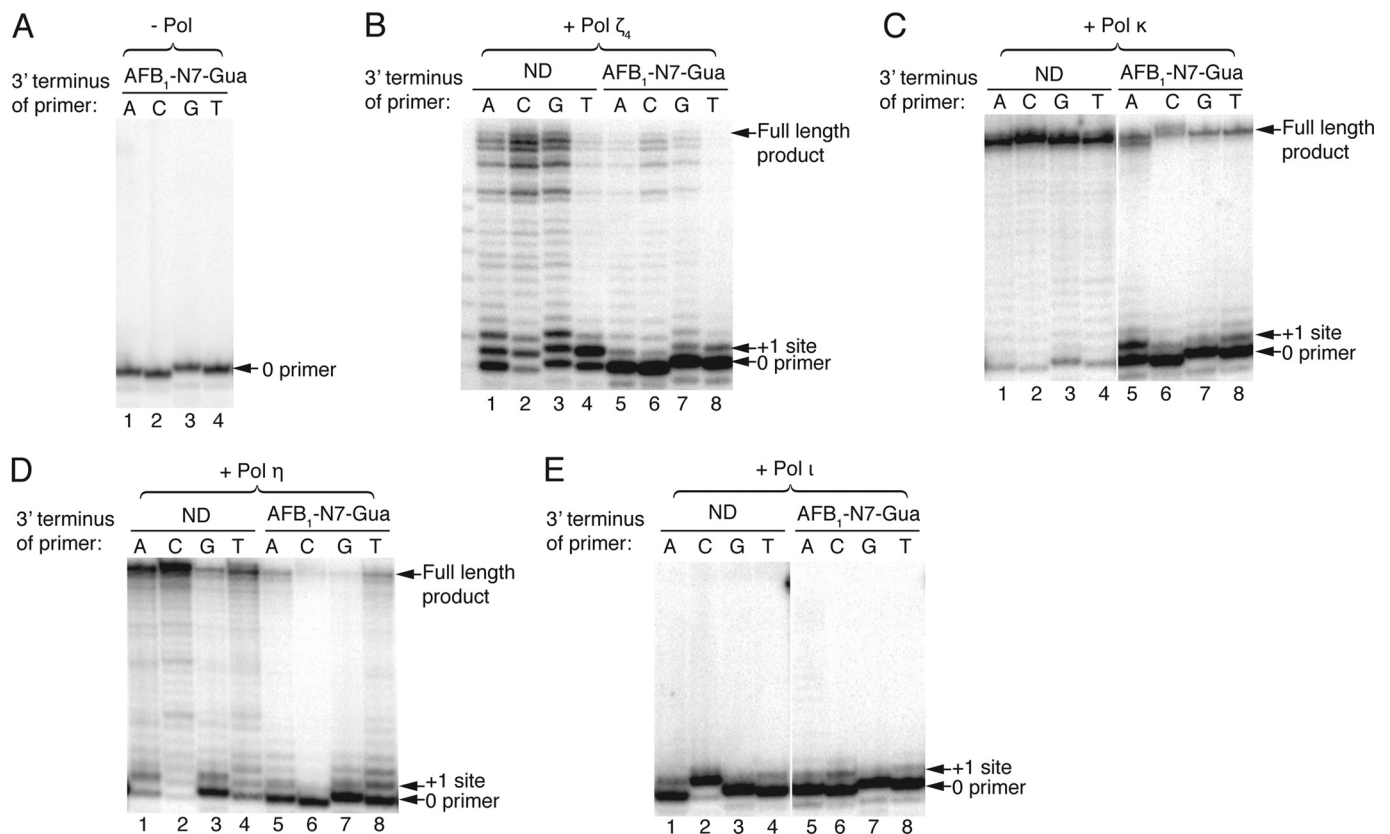 A
- Pol
AFB1-N7-Gua
3’ terminus
of primer:
A C G T
0 primer
1 2 3 4
B
+ Pol ζ4
ND AFB1-N7-Gua
3’ terminus
of primer:
A C G T A C G T
Full length
product
+1 site
0 primer
1 2 3 4 5 6 7 8
C
+ Pol κ
ND AFB1-N7-Gua
3’ terminus
of primer:
A C G T A C G T
Full length
product
+1 site
0 primer
1 2 3 4 5 6 7 8
D
+ Pol η
ND AFB1-N7-Gua
3’ terminus
of primer:
A C G T A C G T
Full length
product
+1 site
0 primer
1 2 3 4 5 6 7 8
E
+ Pol ι
ND AFB1-N7-Gua
3’ terminus
of primer:
A C G T A C G T
+1 site
0 primer
1 2 3 4 5 6 7 8